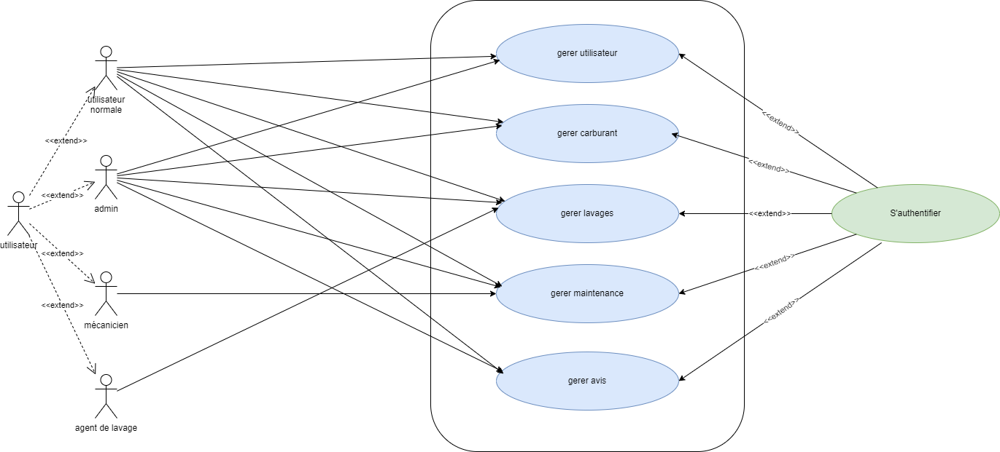 gerer utilisateur
utilisateur
normale
<<extend>>
gerer carburant
<<extend>>
<<extend>>
<<extend>>
admin
gerer lavages
<<extend>>
S'authentifier
utilisateur
<<extend>>
<<extend>>
gerer maintenance
mécanicien
<<extend>>
<<extend>>
gerer avis
agent de lavage